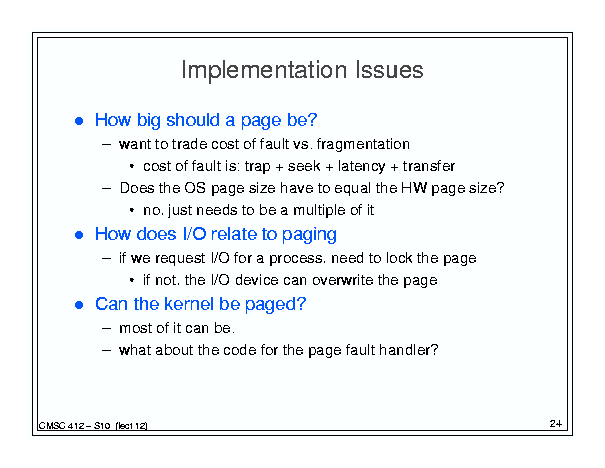 Implementation Issues
● How big should a page be?
– want to trade cost of fault vs. fragmentation
• cost of fault is: trap + seek + latency + transfer
– Does the OS page size have to equal the HW page size?
• no. just needs to be a multiple of it
● How does I/O relate to paging
– if we request I/O for a process. need to lock the page
• if not. the I/O device can overwrite the page
● Can the kernel be paged?
– most of it can be.
– what about the code for the page fault handler?
CMSC 412 – S10 (lect 12)
24